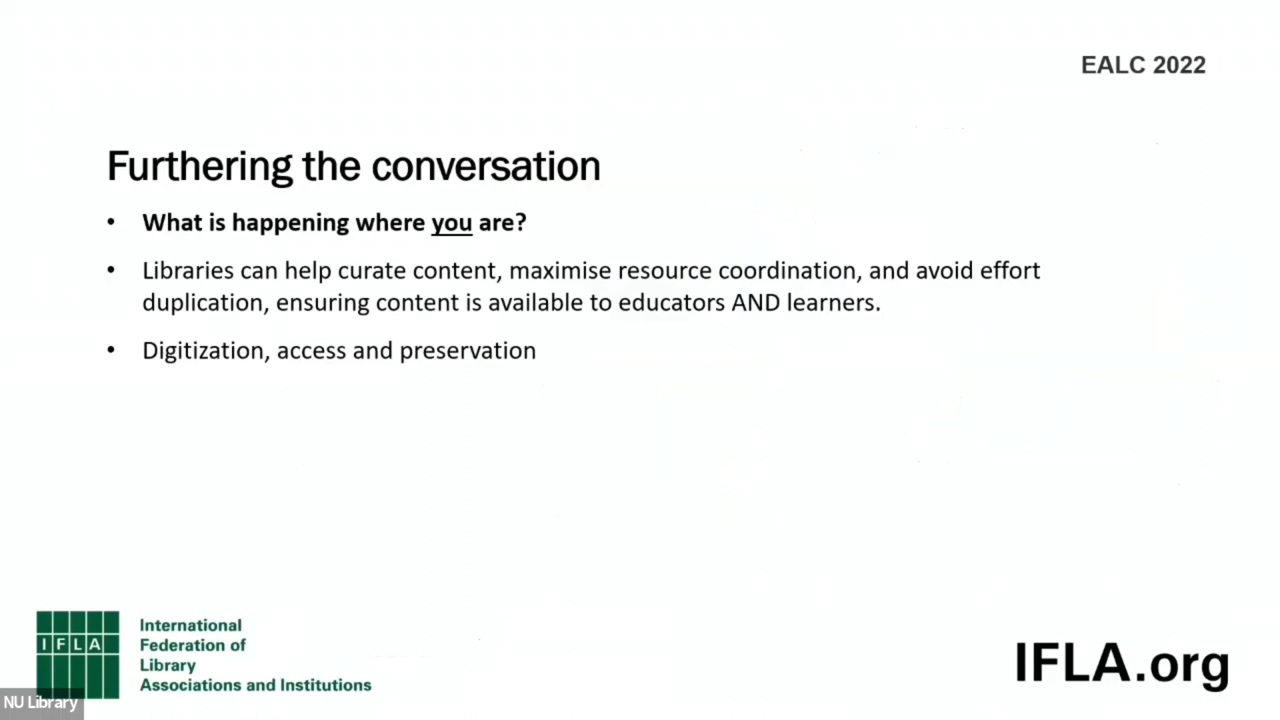 EALC 2022
Furthering the conversation
• What is happening where you are?
• Libraries can help curate content, maximise resource coordination, and avoid effort
duplication, ensuring content is available to educators AND learners.
• Digitization, access and preservation
IFLA
International
Federation of
Library
Associations and Institutions
IFLA.org
NU Library